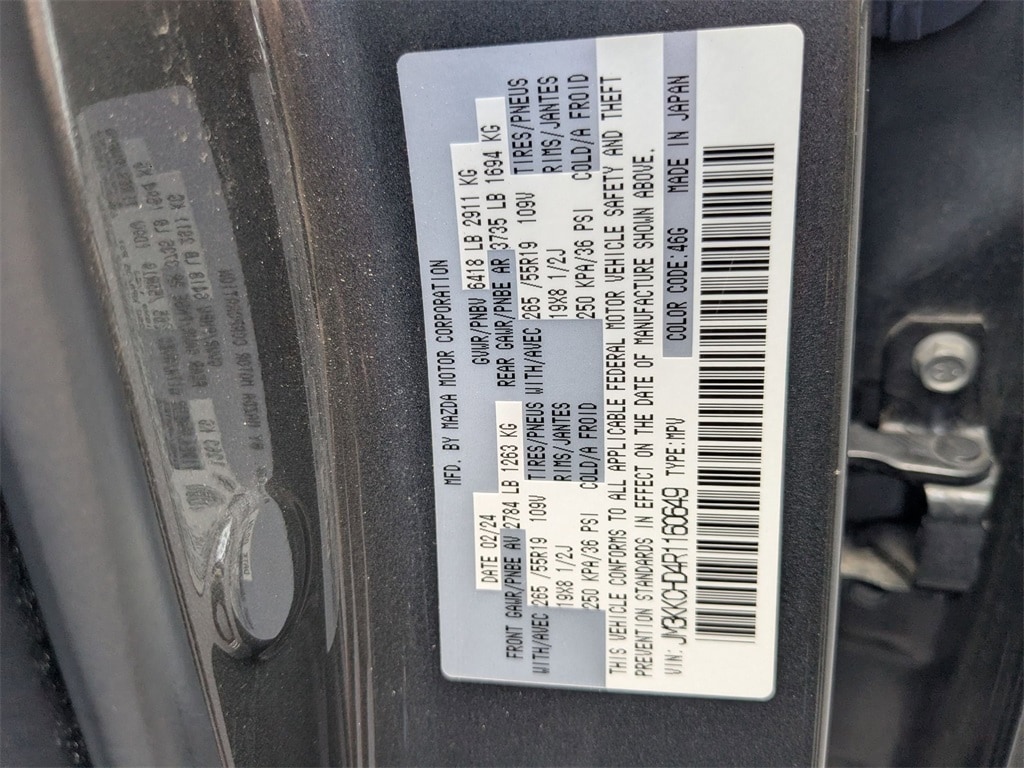 MFD. BY MAZDA MOTOR CORPORATION
DATE 02/24 GVWR/PNBV 6418 LB 2911 KG
FRONT GAWR/PNBE AV 2784 LB 1263 KG REAR GAWR/PNBE AR 3735 LB 1694 KG
WITH/AVEC 265 /55R19 109V TIRES/PNEUS WITH/AVEC 265 /55R19 109V TIRES/PNEUS
19X8 1/2J RIMS/JANTES 19X8 1/2J RIMS/JANTES
250 KPA/36 PSI COLD/A FROID 250 KPA/36 PSI COLD/A FROID
THIS VEHICLE CONFORMS TO ALL APPLICABLE FEDERAL MOTOR VEHICLE SAFETY AND THEFT
PREVENTION STANDARDS IN EFFECT ON THE DATE OF MANUFACTURE SHOWN ABOVE.
VIN: JM3KKCHD4R1160649 TYPE:MPV COLOR CODE:46G MADE IN JAPAN